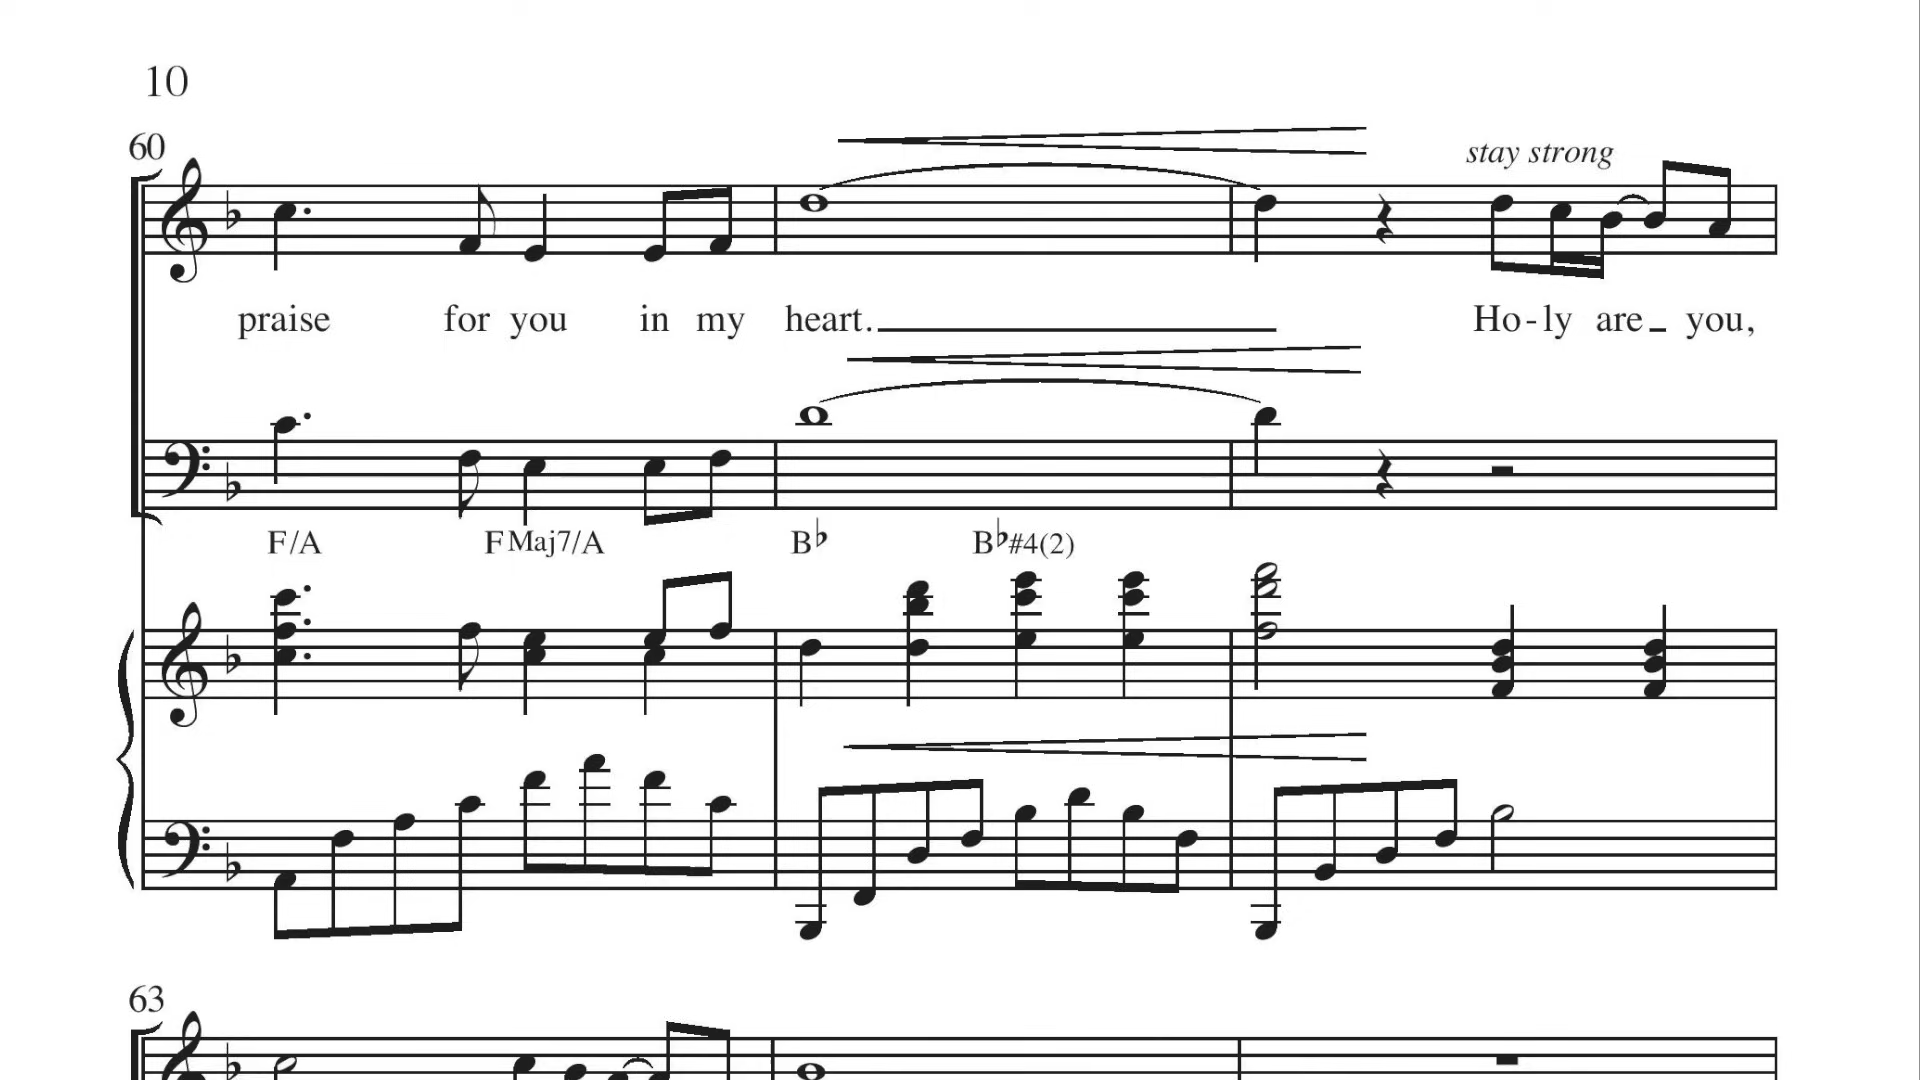 10
60
stay strong
praise for you in my heart. Ho-ly are you,
F/A FMaj7/A B♭ B♭#4(2)
63